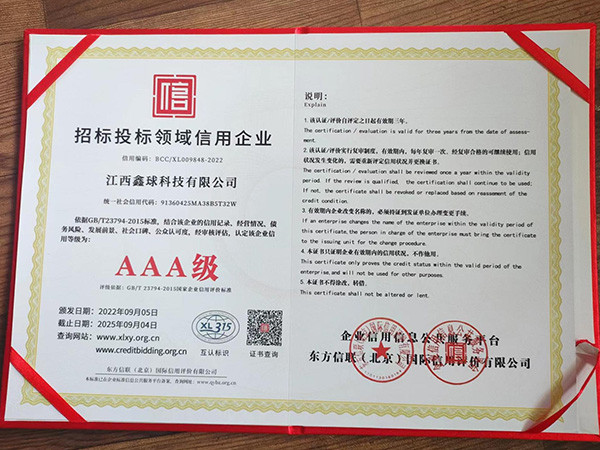 信
招标投标领域信用企业
信用编码：BCC/XL009848-2022
江西鑫球科技有限公司
统一社会信用代码：91360425MA38B5T32W
依据GB/T23794-2015标准，结合该企业的信用记录、经营情况、债
务风险、发展前景、社会口碑、公众认可度，经审核评估，认定该企业信
用等级为：
AAA级
评级依据：GB/T 23794-2015国家企业信用评价标准
颁发日期：2022年09月05日
截止日期：2025年09月04日
查询网站：www.xlxy.org.cn
www.creditbidding.org.cn
XL315
互认标识
证书查询
东方信联（北京）国际信用评价有限公司
说明：
Explain
1.该认证/评价自评定之日起有效期三年。
The certification / evaluation is valid for three years from the date of assess-
ment.
2.该认证/评价实行复审制度，有效期内，每年复审一次，经复审合格的可继续使用；信用
状况发生变化的，需要重新评定信用状况并更换证书。
The certification / evaluation shall be reviewed once a year within the validity
period. If the review is qualified, the certification shall continue to be used;
If not, the certificate shall be revoked or replaced based on reassessment of the
credit condition.
3.有效期内企业改变名称的，必须持证到发证单位办理变更手续。
If an enterprise changes the name of the enterprise within the validity period of
this certificate, the person in charge of the enterprise must bring the certificate
to the issuing unit for the change procedure.
4.本证书只证明企业有效期内的信用状况，不作他用。
This certificate only proves the credit status within the valid period of the
enterprise,and will not be used for other purposes.
5.本证书不得涂改、转借。
This certificate shall not be altered or lent.
企业信用信息公共服务平台
东方信联（北京）国际信用评价有限公司